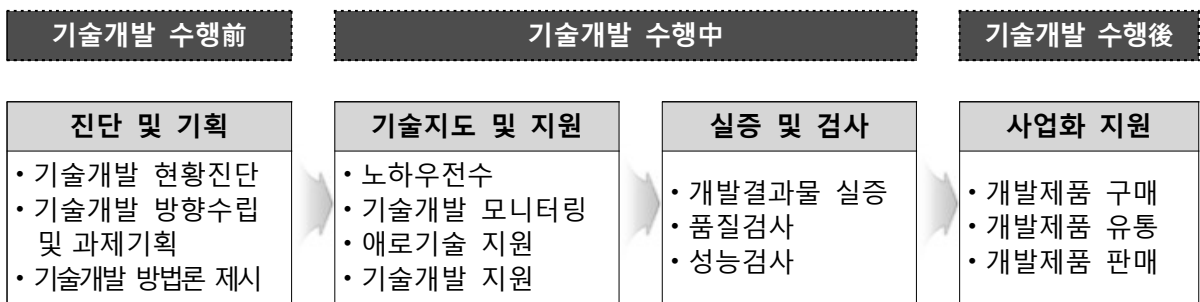 기술개발 수행前
기술개발 수행中
기술개발 수행後
진단 및 기획
• 기술개발 현황진단
• 기술개발 방향수립
및 과제기획
• 기술개발 방법론 제시
기술지도 및 지원
• 노하우전수
• 기술개발 모니터링
• 애로기술 지원
• 기술개발 지원
실증 및 검사
• 개발결과물 실증
• 품질검사
• 성능검사
사업화 지원
• 개발제품 구매
• 개발제품 유통
• 개발제품 판매